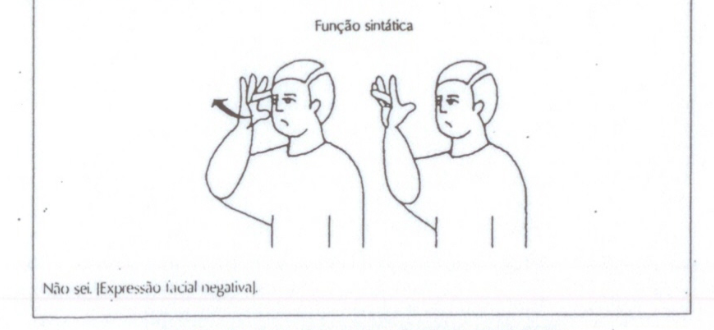 Função sintática
Não sei. [Expressão facial negativa].